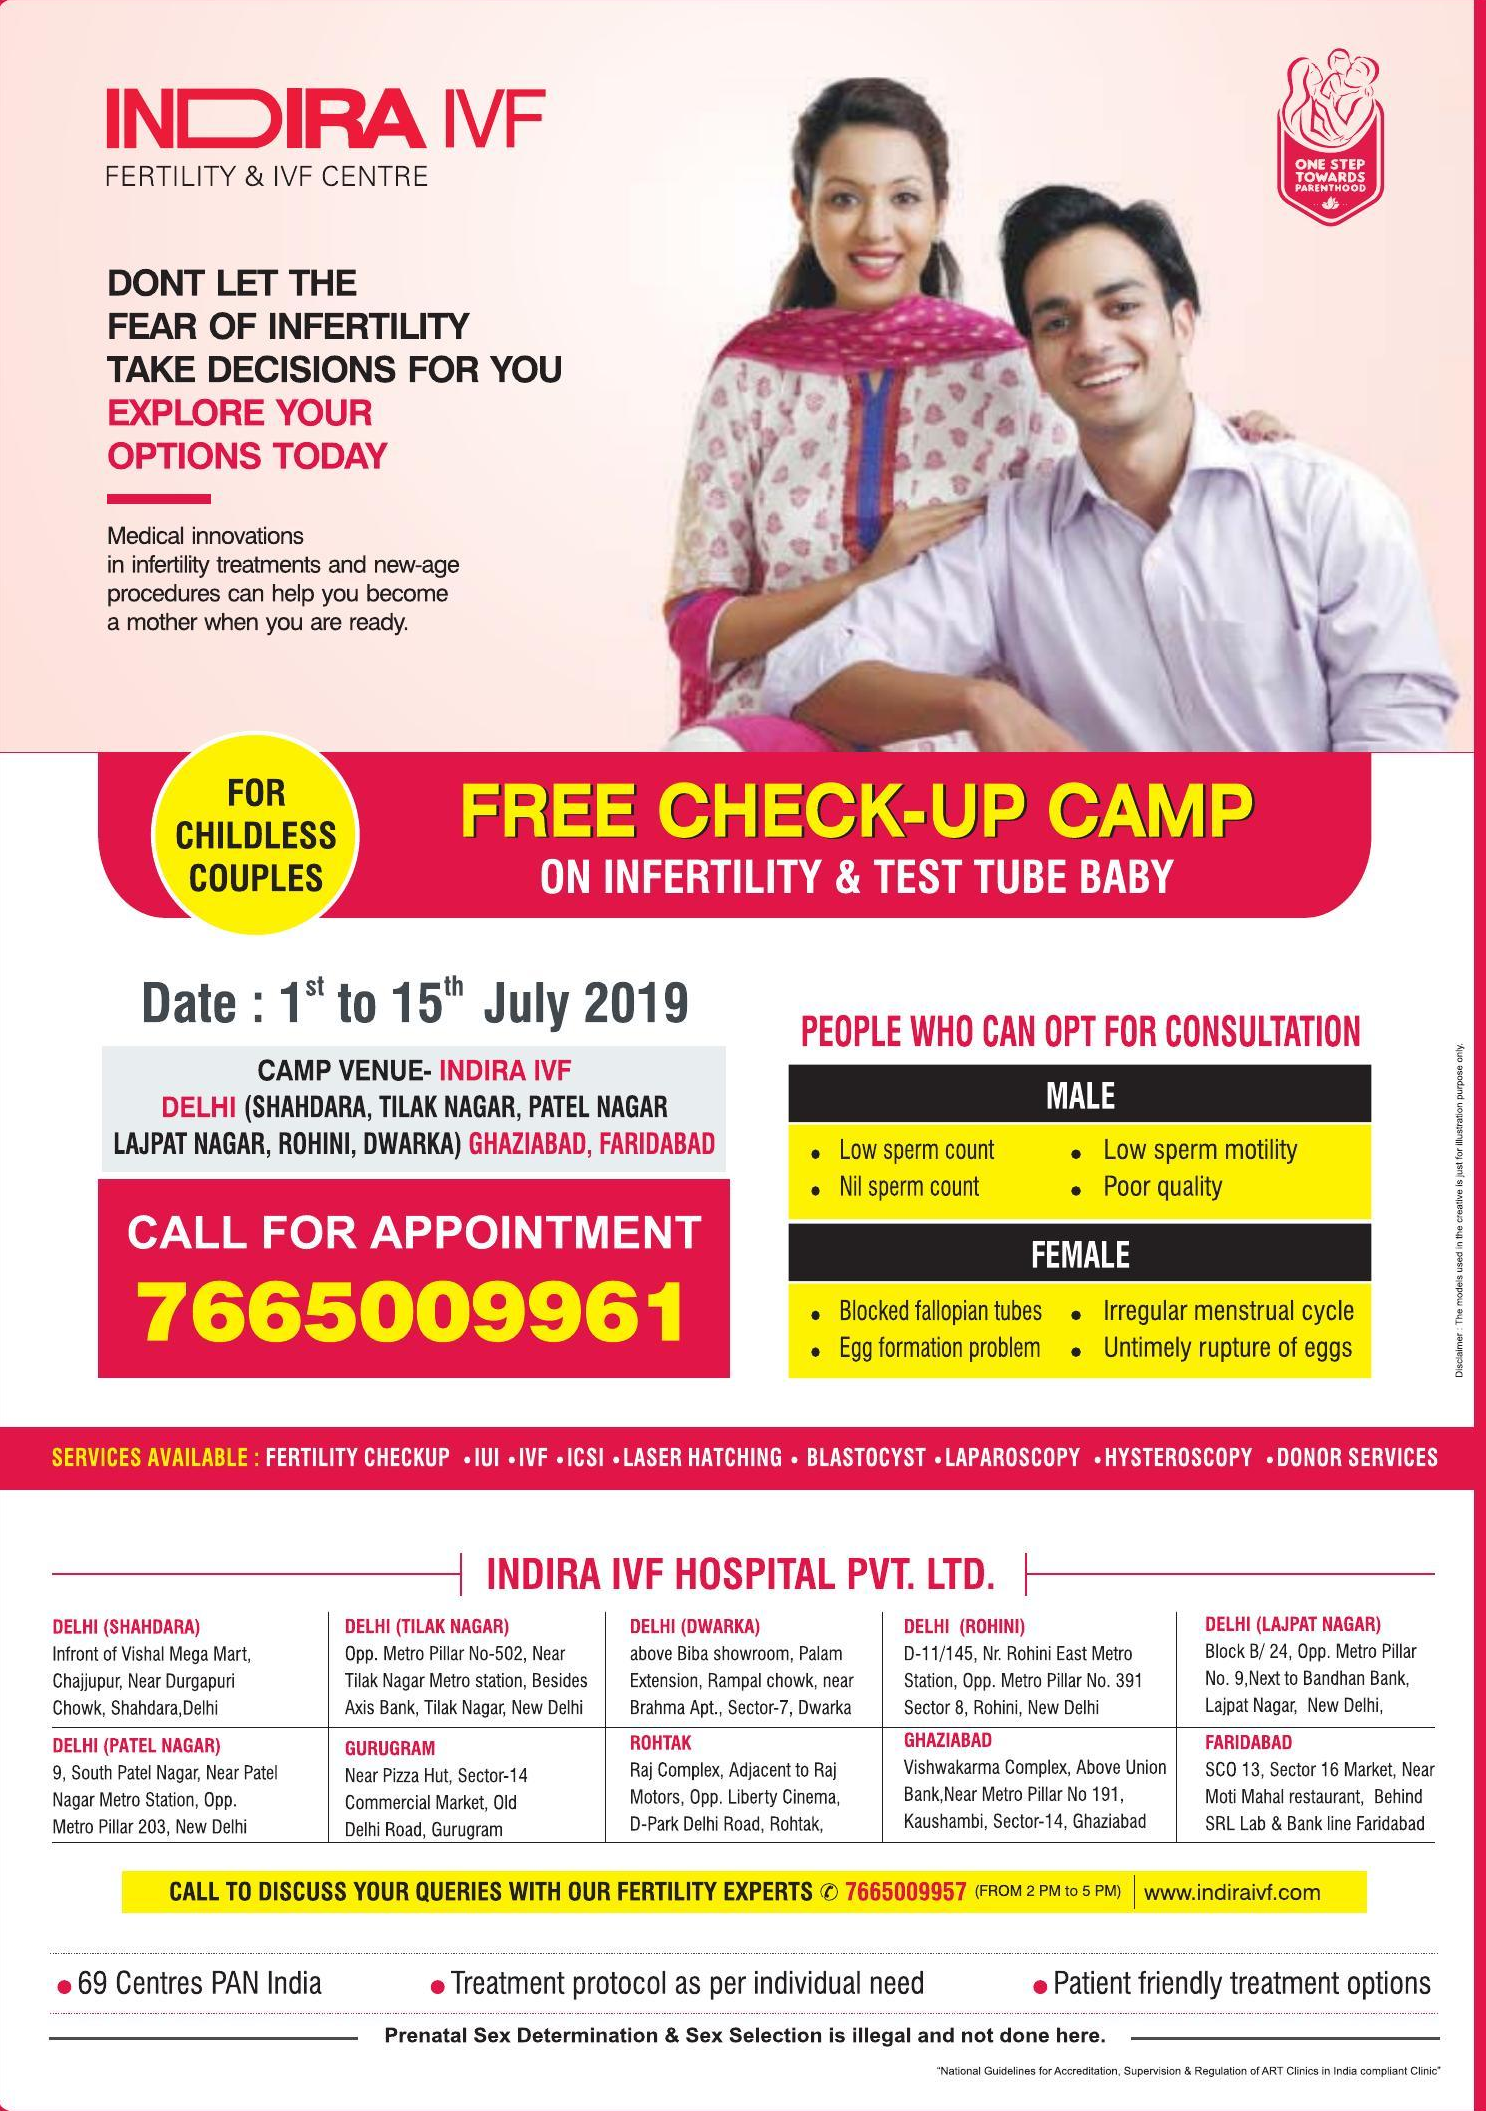 INDIRA IVF
FERTILITY & IVF CENTRE
ONE STEP
TOWARDS
PARENTHOOD
DONT LET THE
FEAR OF INFERTILITY
TAKE DECISIONS FOR YOU
EXPLORE YOUR
OPTIONS TODAY
Medical innovations
in infertility treatments and new-age
procedures can help you become
a mother when you are ready.
FOR
CHILDLESS
COUPLES
FREE CHECK-UP CAMP
ON INFERTILITY & TEST TUBE BABY
Date : 1st to 15th July 2019
CAMP VENUE- INDIRA IVF
DELHI (SHAHDARA, TILAK NAGAR, PATEL NAGAR
LAJPAT NAGAR, ROHINI, DWARKA) GHAZIABAD, FARIDABAD
CALL FOR APPOINTMENT
7665009961
PEOPLE WHO CAN OPT FOR CONSULTATION
MALE
• Low sperm count • Low sperm motility
• Nil sperm count • Poor quality
FEMALE
• Blocked fallopian tubes • Irregular menstrual cycle
• Egg formation problem • Untimely rupture of eggs
Disclaimer : The models used in the creative is just for illustration purpose only.
SERVICES AVAILABLE : FERTILITY CHECKUP • IUI • IVF • ICSI • LASER HATCHING • BLASTOCYST • LAPAROSCOPY • HYSTEROSCOPY • DONOR SERVICES
INDIRA IVF HOSPITAL PVT. LTD.
DELHI (SHAHDARA)
Infront of Vishal Mega Mart,
Chajjupur, Near Durgapuri
Chowk, Shahdara,Delhi
DELHI (TILAK NAGAR)
Opp. Metro Pillar No-502, Near
Tilak Nagar Metro station, Besides
Axis Bank, Tilak Nagar, New Delhi
DELHI (DWARKA)
above Biba showroom, Palam
Extension, Rampal chowk, near
Brahma Apt., Sector-7, Dwarka
DELHI (ROHINI)
D-11/145, Nr. Rohini East Metro
Station, Opp. Metro Pillar No. 391
Sector 8, Rohini, New Delhi
DELHI (LAJPAT NAGAR)
Block B/ 24, Opp. Metro Pillar
No. 9,Next to Bandhan Bank,
Lajpat Nagar, New Delhi,
DELHI (PATEL NAGAR)
9, South Patel Nagar, Near Patel
Nagar Metro Station, Opp.
Metro Pillar 203, New Delhi
GURUGRAM
Near Pizza Hut, Sector-14
Commercial Market, Old
Delhi Road, Gurugram
ROHTAK
Raj Complex, Adjacent to Raj
Motors, Opp. Liberty Cinema,
D-Park Delhi Road, Rohtak,
GHAZIABAD
Vishwakarma Complex, Above Union
Bank,Near Metro Pillar No 191,
Kaushambi, Sector-14, Ghaziabad
FARIDABAD
SCO 13, Sector 16 Market, Near
Moti Mahal restaurant, Behind
SRL Lab & Bank line Faridabad
CALL TO DISCUSS YOUR QUERIES WITH OUR FERTILITY EXPERTS ✆ 7665009957 (FROM 2 PM to 5 PM) www.indiraivf.com
• 69 Centres PAN India • Treatment protocol as per individual need • Patient friendly treatment options
Prenatal Sex Determination & Sex Selection is illegal and not done here.
"National Guidelines for Accreditation, Supervision & Regulation of ART Clinics in India compliant Clinic"